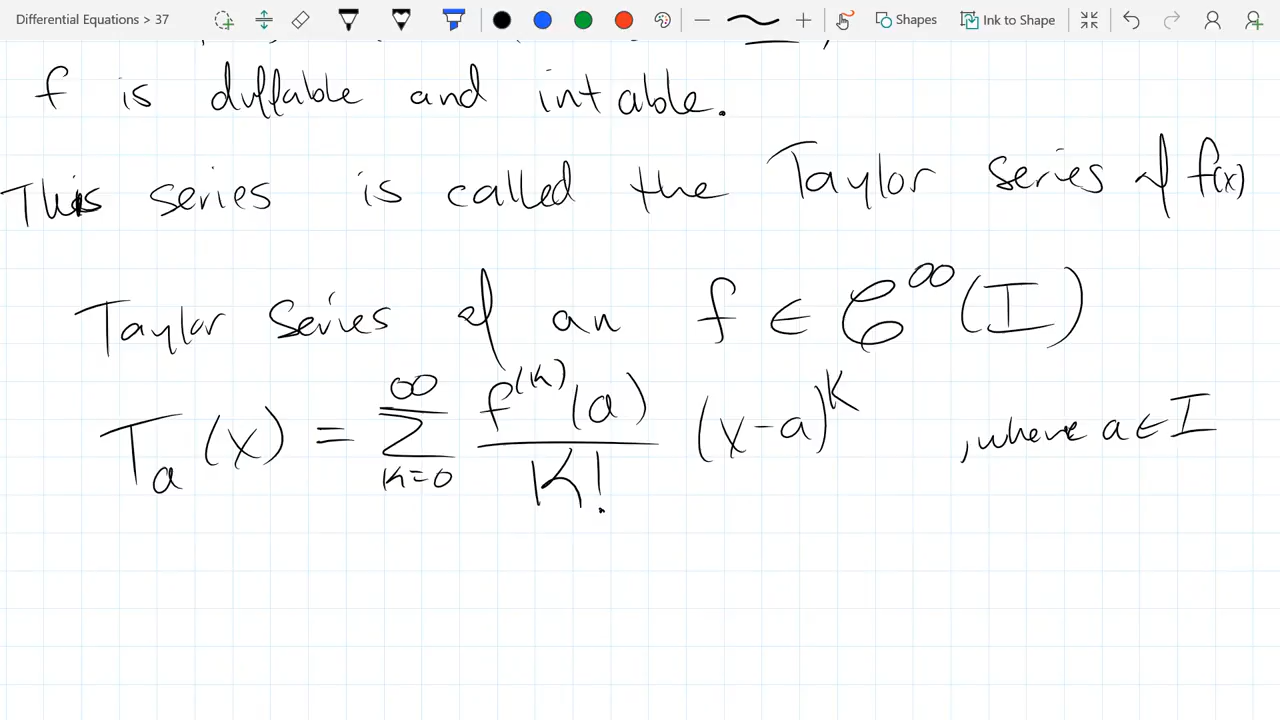 Differential Equations > 37
Shapes
Ink to Shape
f is diffable and intable.
This series is called the Taylor series of f(x)
Taylor Series of an f ∈ C^∞(I)
T_a(x) = ∑_{k=0}^{∞} f^{(k)}(a)/k! (x-a)^k , where a ∈ I